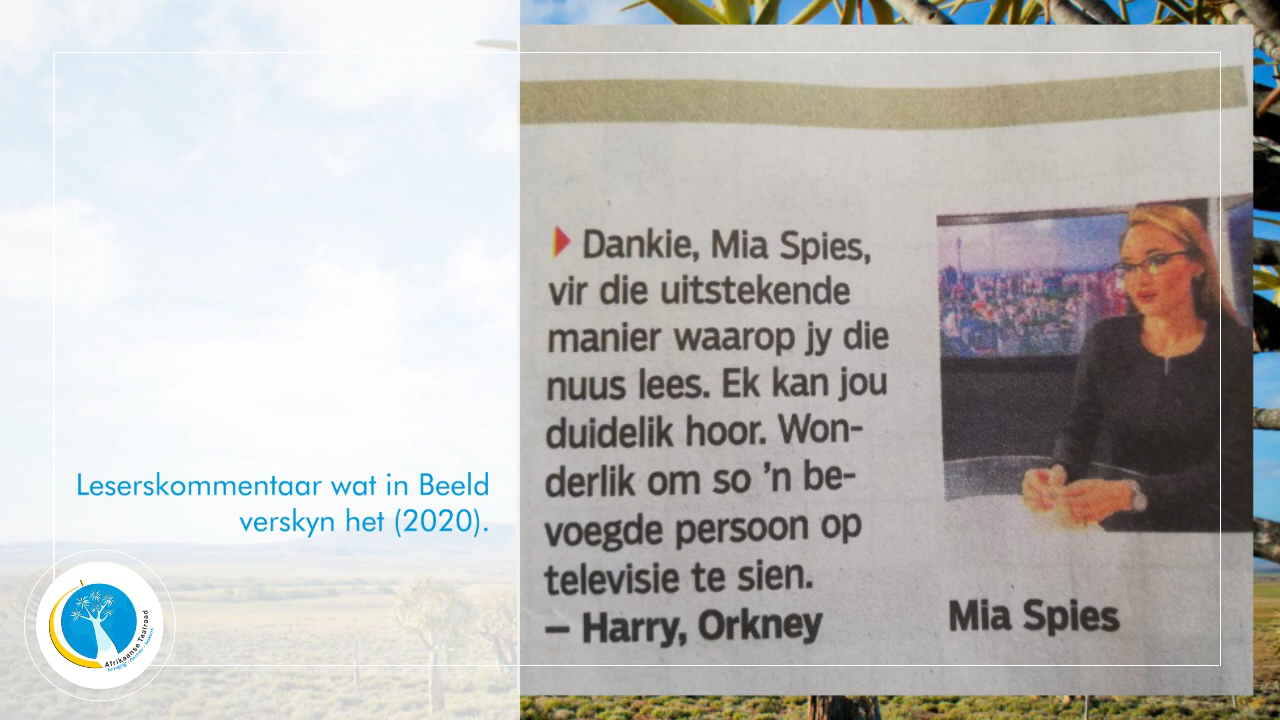 Leserskommentaar wat in Beeld
verskyn het (2020).
Afrikaanse Taalraad
Dankie, Mia Spies,
vir die uitstekende
manier waarop jy die
nuus lees. Ek kan jou
duidelik hoor. Won-
derlik om so ’n be-
voegde persoon op
televisie te sien.
– Harry, Orkney
Mia Spies